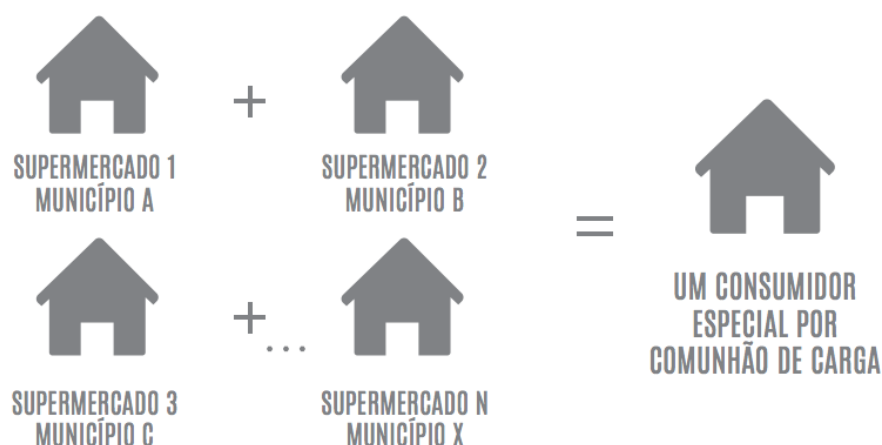 SUPERMERCADO 1
MUNICÍPIO A
+
SUPERMERCADO 2
MUNICÍPIO B
SUPERMERCADO 3
MUNICÍPIO C
+
...
SUPERMERCADO N
MUNICÍPIO X
=
UM CONSUMIDOR
ESPECIAL POR
COMUNHÃO DE CARGA